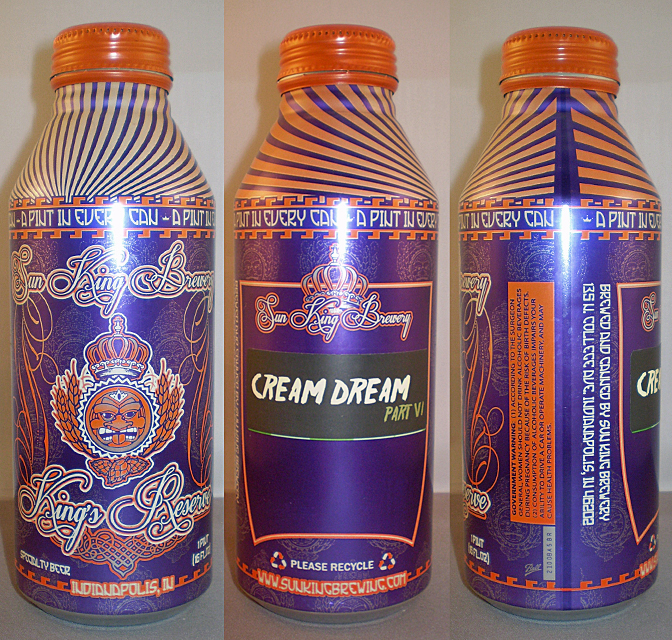 A PINT IN EVERY CAN - A PINT IN
Sun King Brewery
King's Reserve
1 PINT
(16 FL.OZ)
SPECIALTY BEER
INDIANAPOLIS, IN
PINT IN EVERY CAN - A PINT IN EVERY
Sun King Brewery
CREAM DREAM
PART VI
PLEASE RECYCLE
WWW.SUNKINGBREWING.COM
PINT IN EVERY CAN
A PINT IN EVE
Brewery
GOVERNMENT WARNING: (1) ACCORDING TO THE SURGEON
GENERAL, WOMEN SHOULD NOT DRINK ALCOHOLIC BEVERAGES
DURING PREGNANCY BECAUSE OF THE RISK OF BIRTH DEFECTS.
(2) CONSUMPTION OF ALCOHOLIC BEVERAGES IMPAIRS YOUR
ABILITY TO DRIVE A CAR OR OPERATE MACHINERY, AND MAY
CAUSE HEALTH PROBLEMS.
BREWED AND CANNED BY SUN KING BREWERY
135 N. COLLEGE AVE. INDIANAPOLIS, IN 46202
CRE
1 PINT
(16 FL.OZ)
Ball